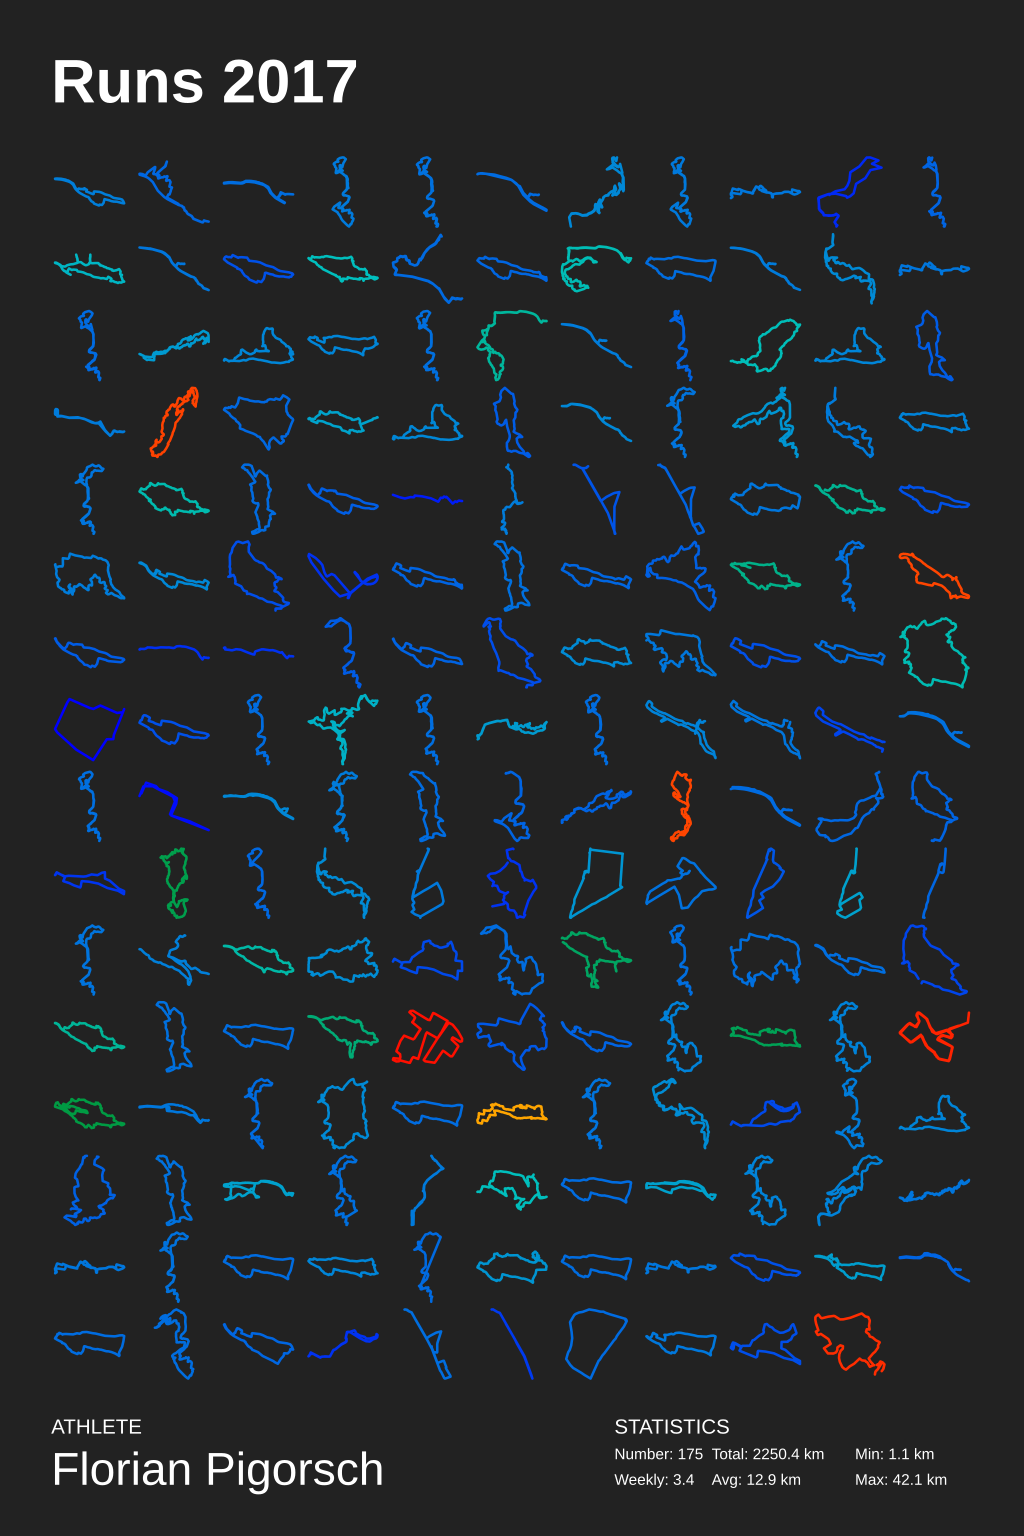 Runs 2017
ATHLETE
Florian Pigorsch
STATISTICS
Number: 175 Total: 2250.4 km Min: 1.1 km
Weekly: 3.4 Avg: 12.9 km Max: 42.1 km